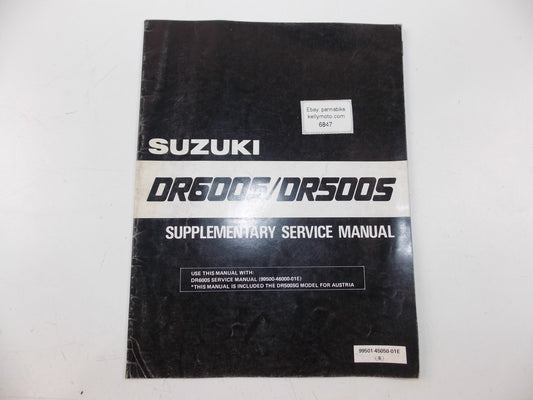 Ebay: parmabike
kellymoto.com
6847
SUZUKI
DR600S/DR500S
SUPPLEMENTARY SERVICE MANUAL
USE THIS MANUAL WITH:
DR600S SERVICE MANUAL (99500-46000-01E)
*THIS MANUAL IS INCLUDED THE DR500SG MODEL FOR AUSTRIA
99501-45050-01E